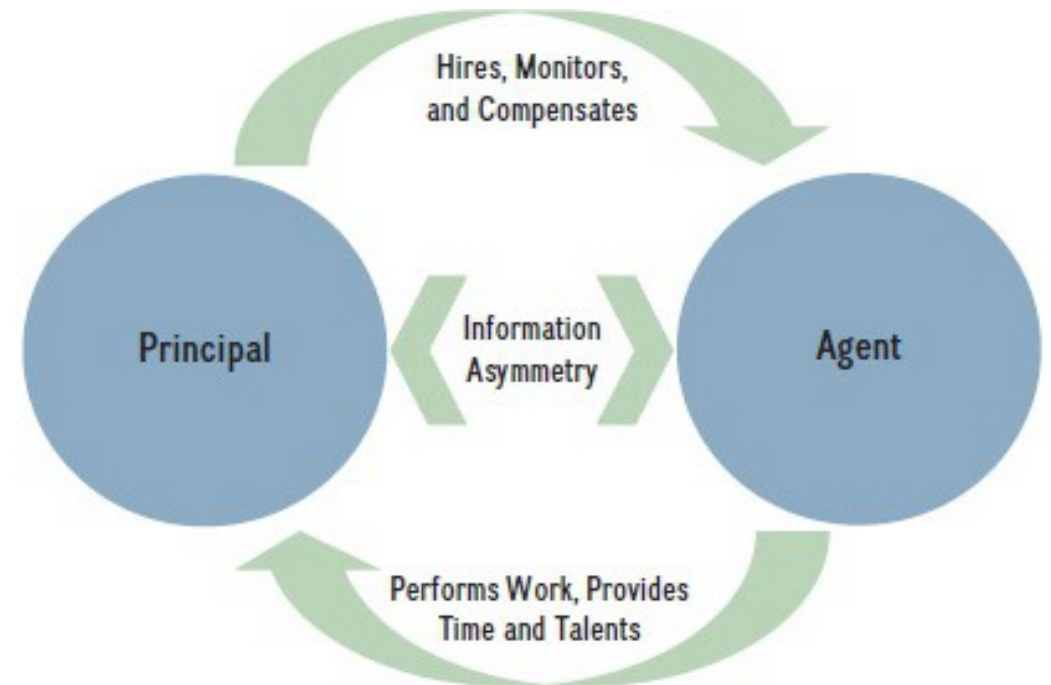 Hires, Monitors,
and Compensates
Principal
Information
Asymmetry
Agent
Performs Work, Provides
Time and Talents